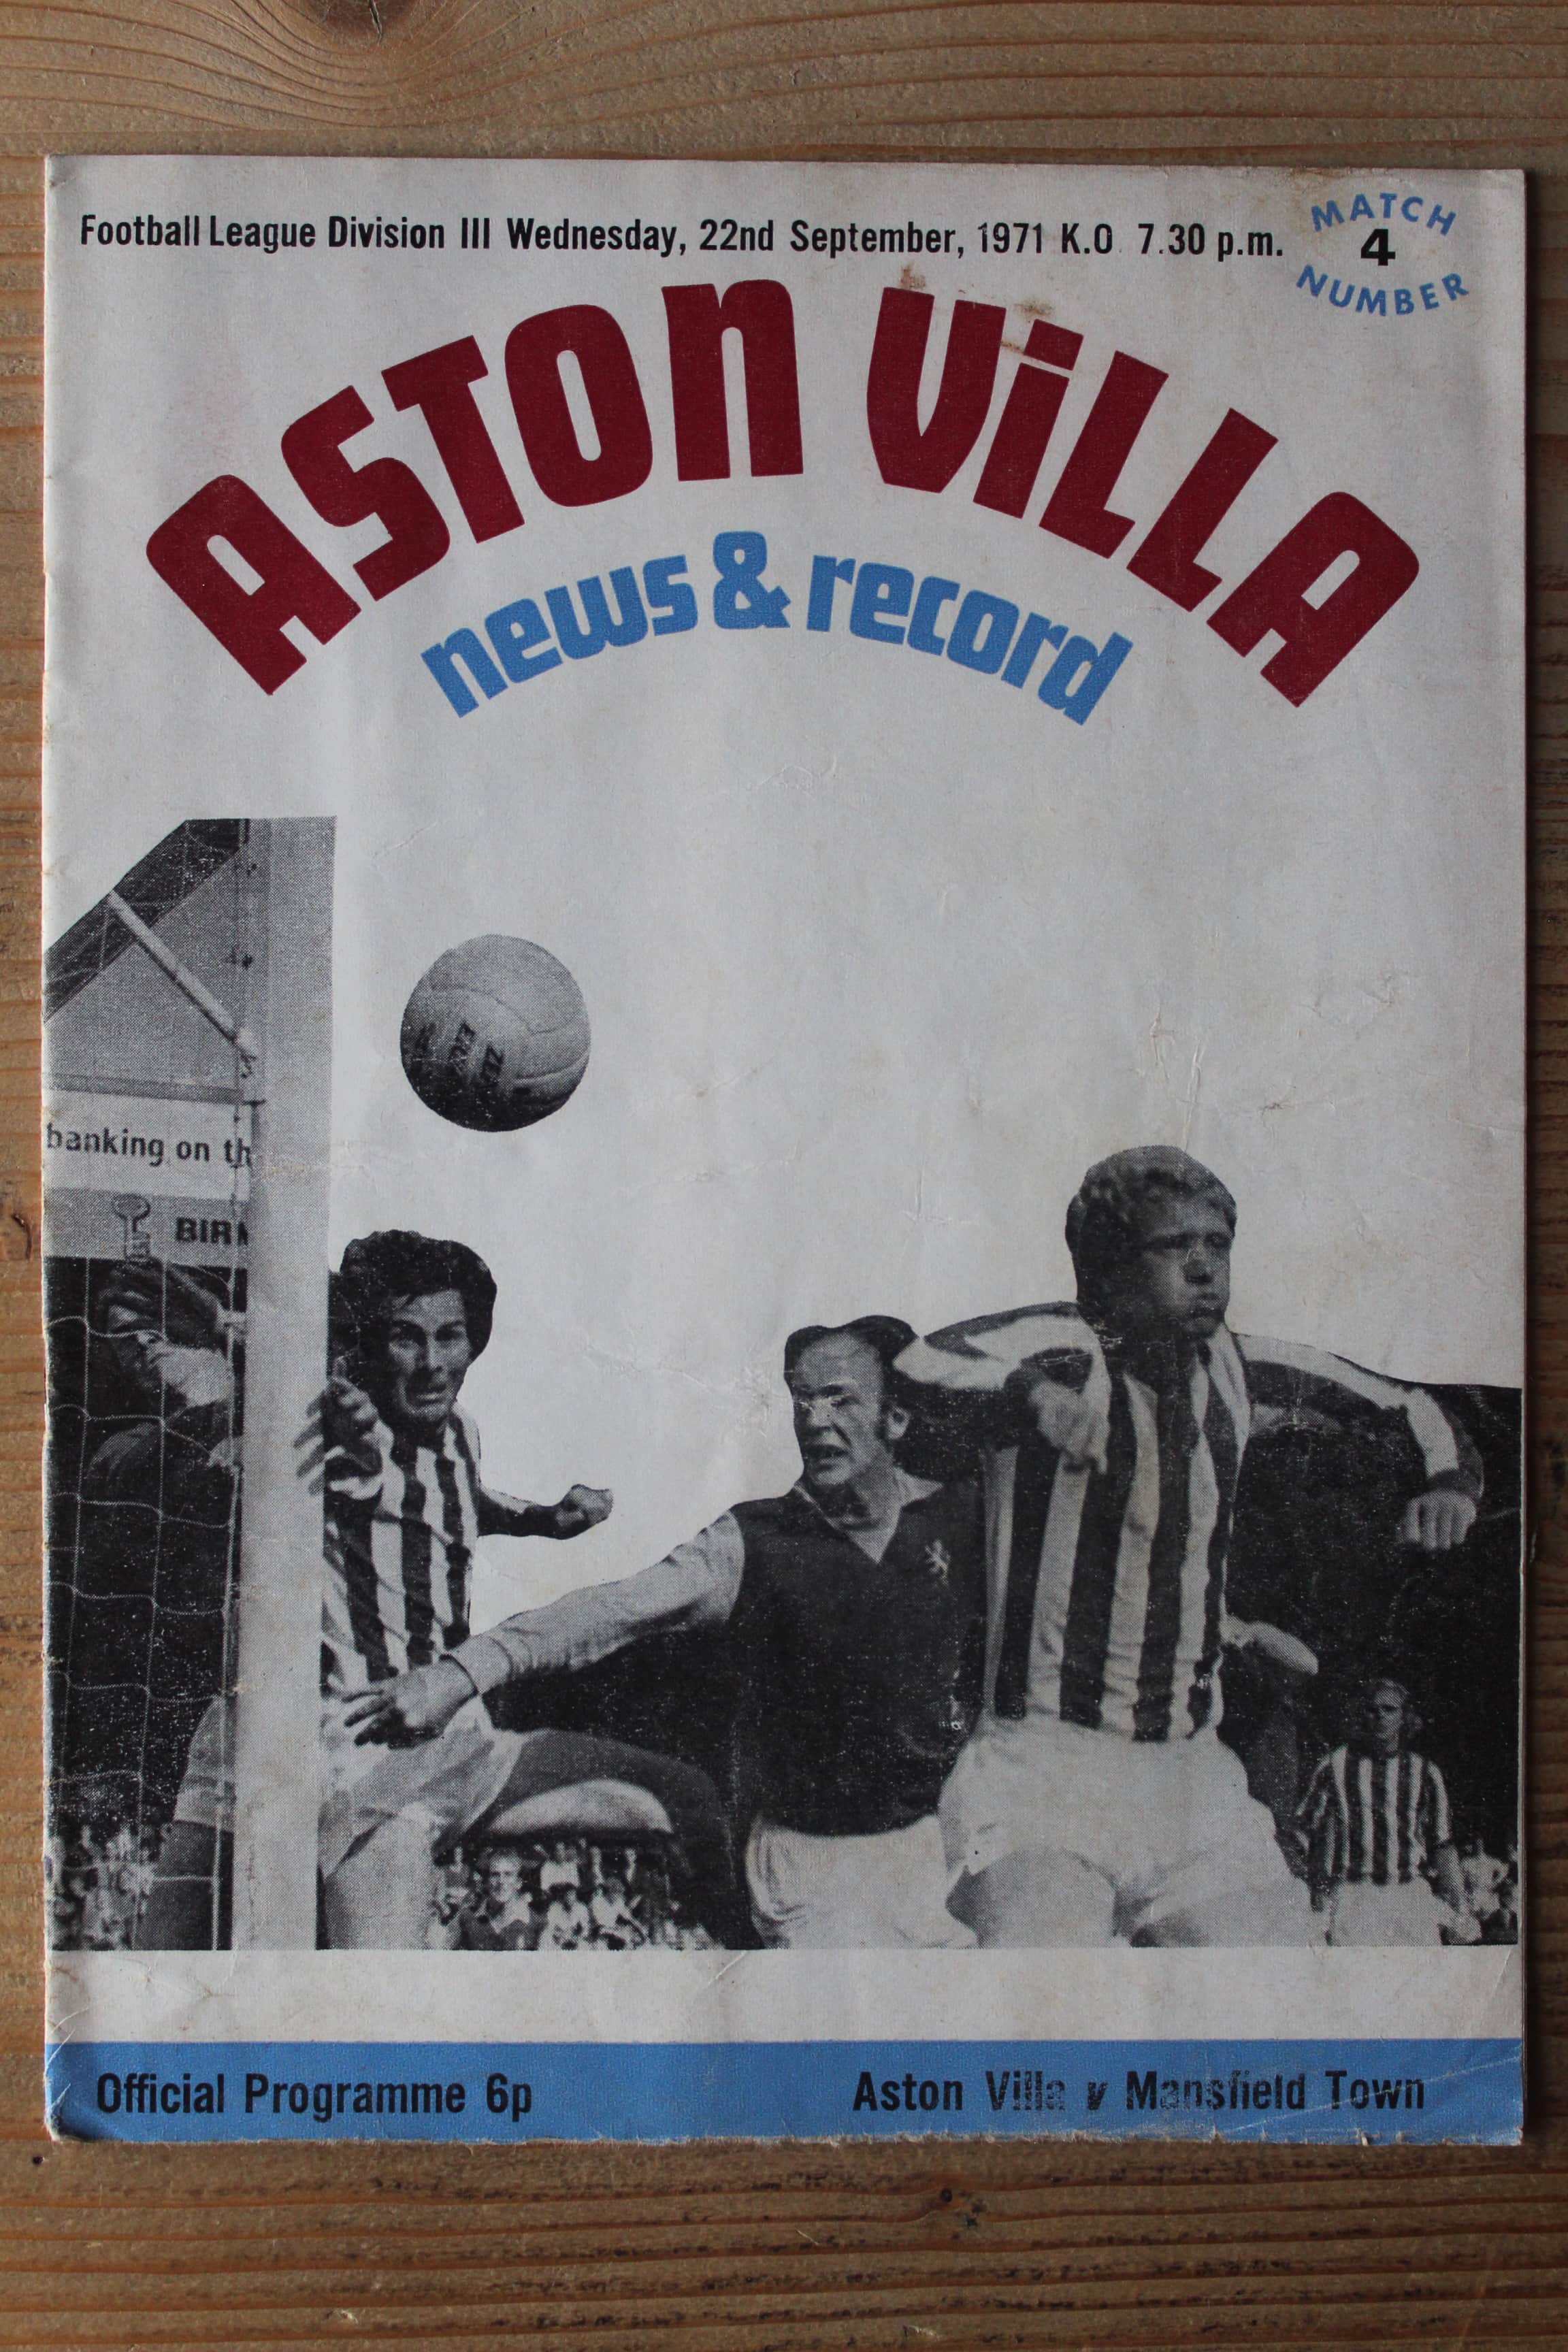 Football League Division III Wednesday, 22nd September, 1971 K.O 7.30 p.m.
MATCH
4
NUMBER
ASTON ViLLA
news & record
banking on th
BIR
Official Programme 6p
Aston Villa v Mansfield Town